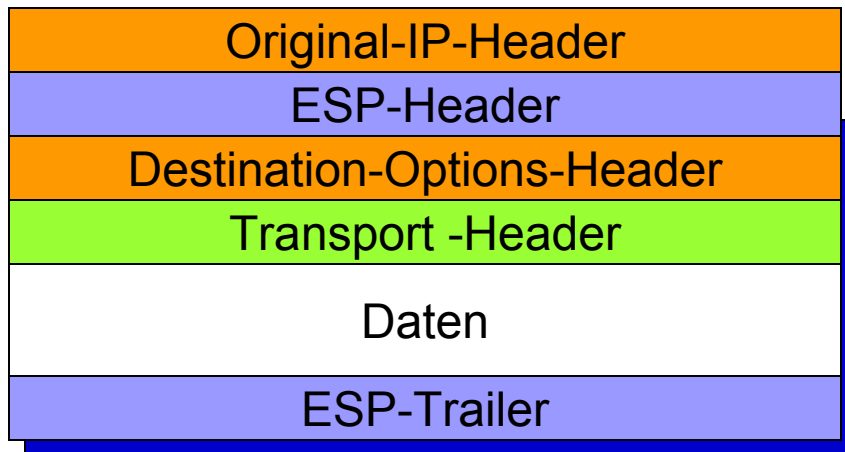 Original-IP-Header
ESP-Header
Destination-Options-Header
Transport -Header
Daten
ESP-Trailer